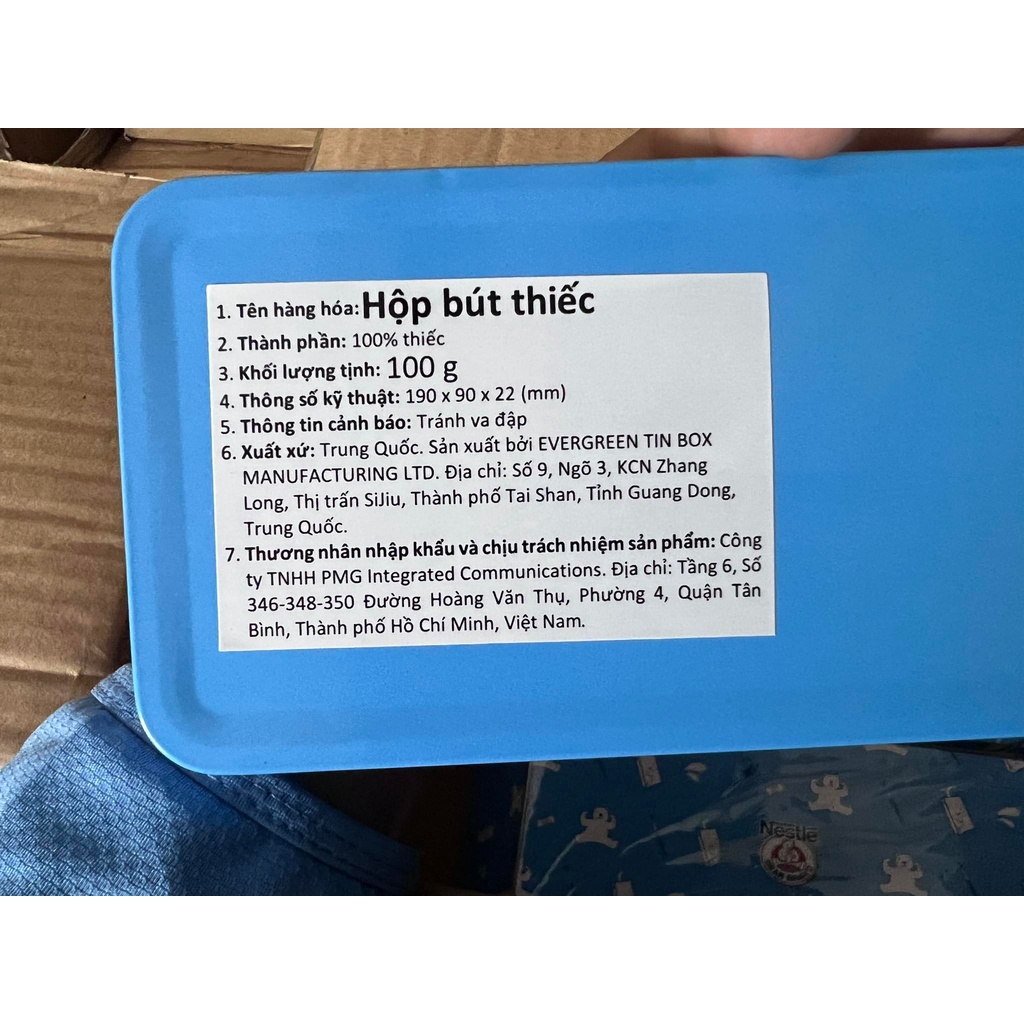 1. Tên hàng hóa: Hộp bút thiếc
2. Thành phần: 100% thiếc
3. Khối lượng tịnh: 100 g
4. Thông số kỹ thuật: 190 x 90 x 22 (mm)
5. Thông tin cảnh báo: Tránh va đập
6. Xuất xứ: Trung Quốc. Sản xuất bởi EVERGREEN TIN BOX
MANUFACTURING LTD. Địa chỉ: Số 9, Ngõ 3, KCN Zhang
Long, Thị trấn SiJiu, Thành phố Tai Shan, Tỉnh Guang Dong,
Trung Quốc.
7. Thương nhân nhập khẩu và chịu trách nhiệm sản phẩm: Công
ty TNHH PMG Integrated Communications. Địa chỉ: Tầng 6, Số
346-348-350 Đường Hoàng Văn Thụ, Phường 4, Quận Tân
Bình, Thành phố Hồ Chí Minh, Việt Nam.
Nestlé